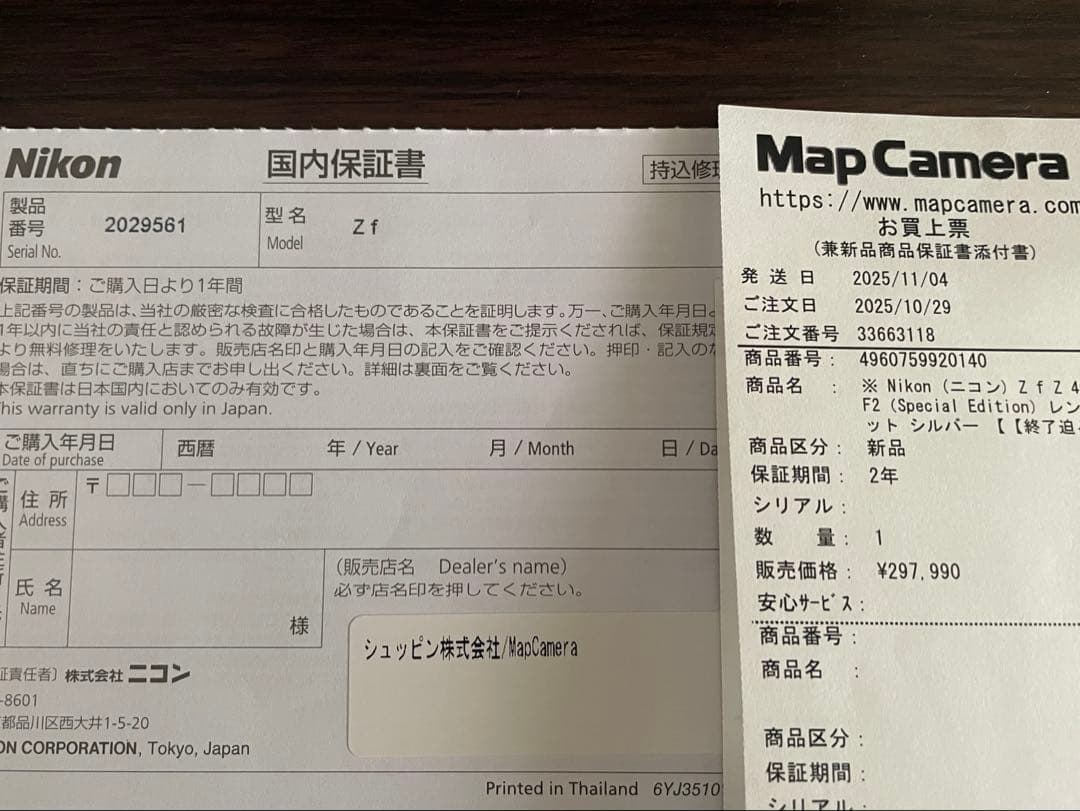 Nikon 国内保証書 持込修理
製品番号 Serial No. 2029561 型名 Model Z f
保証期間：ご購入日より1年間
上記番号の製品は、当社の厳密な検査に合格したものであることを証明します。万一、ご購入年月日よ
1年以内に当社の責任と認められる故障が生じた場合は、本保証書をご提示くだされば、保証規定
より無料修理をいたします。販売店名印と購入年月日の記入をご確認ください。押印・記入のな
場合は、直ちにご購入店までお申し出ください。詳細は裏面をご覧ください。
本保証書は日本国内においてのみ有効です。
This warranty is valid only in Japan.
ご購入年月日 Date of purchase 西暦 年 / Year 月 / Month 日 / Da
住所 Address 〒
氏名 Name 様
(販売店名 Dealer's name)
必ず店名印を押してください。
シュッピン株式会社/MapCamera
証責任者〕株式会社 ニコン
-8601
都品川区西大井1-5-20
ON CORPORATION, Tokyo, Japan
Printed in Thailand 6YJ3510
Map Camera
https://www.mapcamera.com
お買上票
(兼新品商品保証書添付書)
発送日 2025/11/04
ご注文日 2025/10/29
ご注文番号 33663118
商品番号： 4960759920140
商品名 ： ※ Nikon (ニコン) Z f Z 4
F2 (Special Edition) レン
ット シルバー 【【終了迫
商品区分： 新品
保証期間： 2年
シリアル：
数 量： 1
販売価格： ¥297,990
安心ｻｰﾋﾞｽ：
商品番号：
商品名 ：
商品区分：
保証期間：
シリアル：